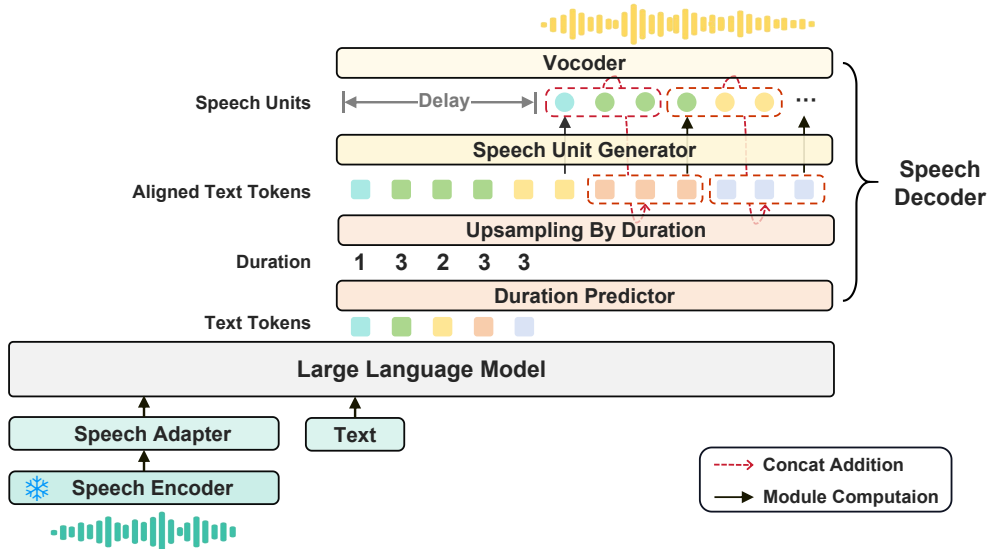 Vocoder
Speech Units
Delay
...
Speech Unit Generator
Aligned Text Tokens
Speech
Decoder
Upsampling By Duration
Duration
1 3 2 3 3
Duration Predictor
Text Tokens
Large Language Model
Speech Adapter
Text
Speech Encoder
Concat Addition
Module Computaion